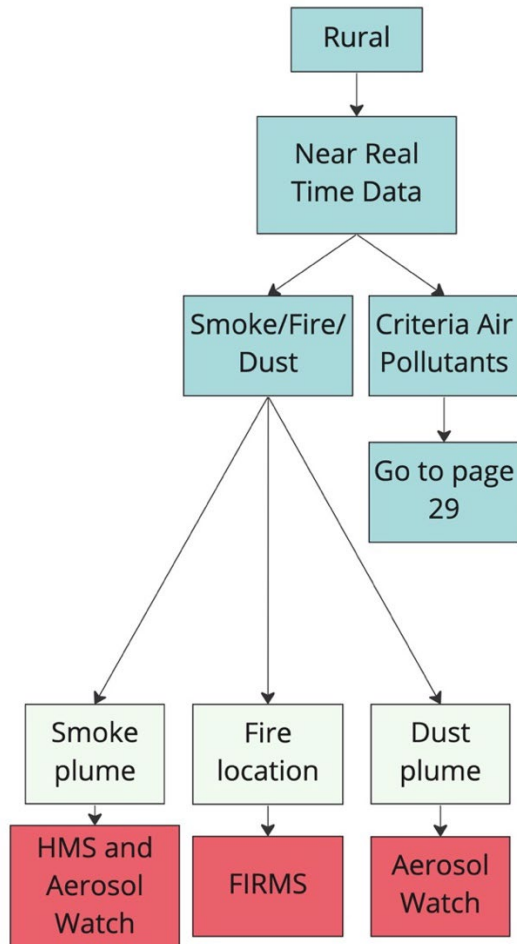 Rural
Near Real
Time Data
Smoke/Fire/
Dust
Criteria Air
Pollutants
Go to page
29
Smoke
plume
Fire
location
Dust
plume
HMS and
Aerosol
Watch
FIRMS
Aerosol
Watch